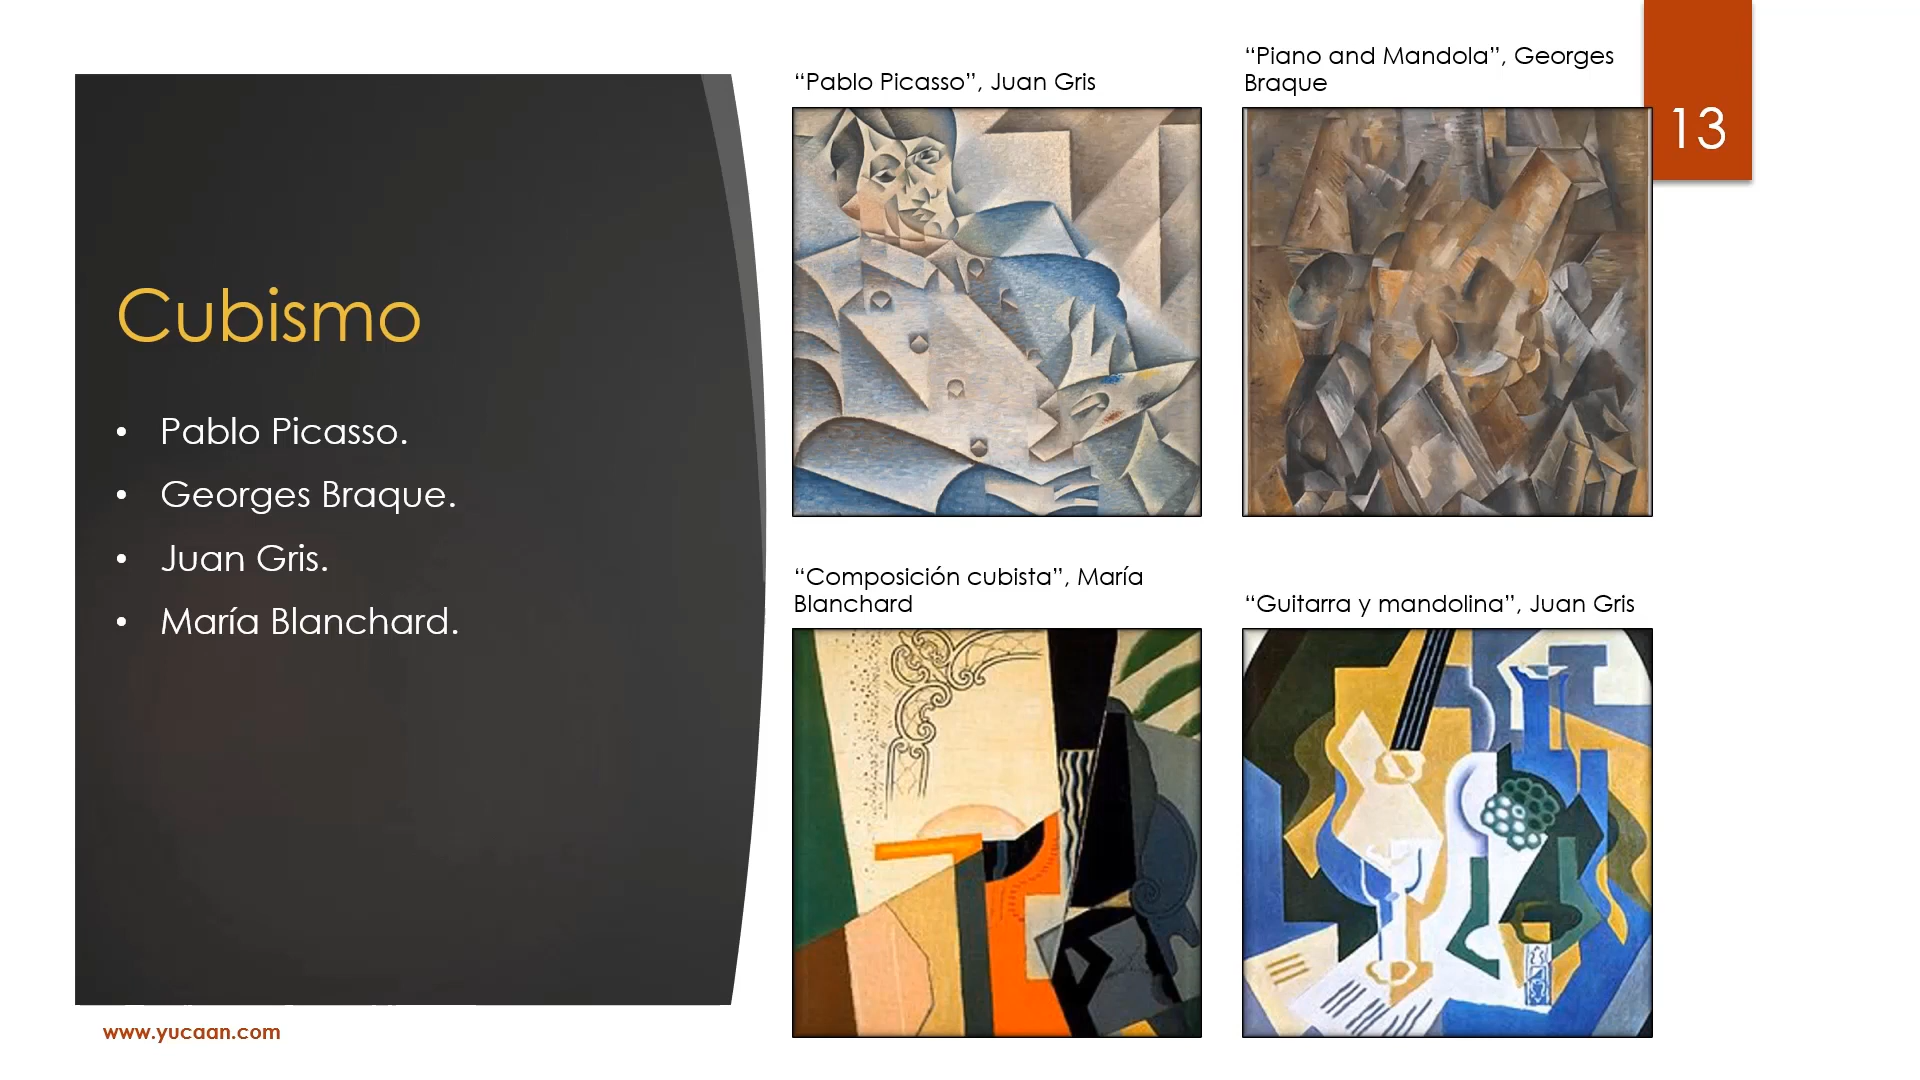 Cubismo
• Pablo Picasso.
• Georges Braque.
• Juan Gris.
• María Blanchard.
www.yucaan.com
“Pablo Picasso”, Juan Gris
“Piano and Mandola”, Georges
Braque
13
“Composición cubista”, María
Blanchard
“Guitarra y mandolina”, Juan Gris